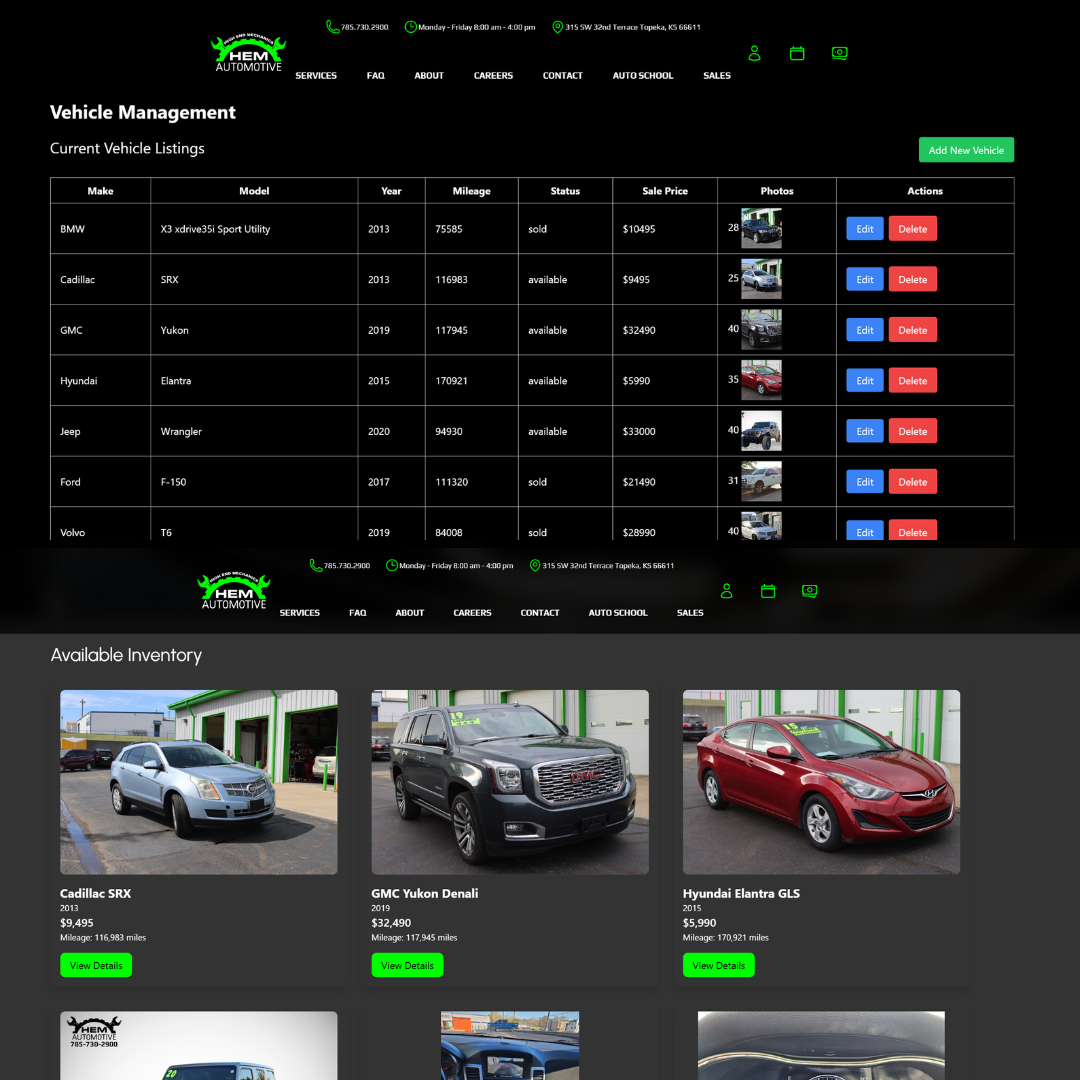 785.730.2900 Monday - Friday 8:00 am - 4:00 pm 315 SW 32nd Terrace Topeka, KS 66611
HIGH END MECHANICS
HEM
AUTOMOTIVE
SERVICES FAQ ABOUT CAREERS CONTACT AUTO SCHOOL SALES
Vehicle Management
Current Vehicle Listings
Add New Vehicle
Make Model Year Mileage Status Sale Price Photos Actions
BMW X3 xdrive35i Sport Utility 2013 75585 sold $10495 28 Edit Delete
Cadillac SRX 2013 116983 available $9495 25 Edit Delete
GMC Yukon 2019 117945 available $32490 40 Edit Delete
Hyundai Elantra 2015 170921 available $5990 35 Edit Delete
Jeep Wrangler 2020 94930 available $33000 40 Edit Delete
Ford F-150 2017 111320 sold $21490 31 Edit Delete
Volvo T6 2019 84008 sold $28990 40 Edit Delete
785.730.2900 Monday - Friday 8:00 am - 4:00 pm 315 SW 32nd Terrace Topeka, KS 66611
HIGH END MECHANICS
HEM
AUTOMOTIVE
SERVICES FAQ ABOUT CAREERS CONTACT AUTO SCHOOL SALES
Available Inventory
19
GMC
15
Cadillac SRX
2013
$9,495
Mileage: 116,983 miles
View Details
GMC Yukon Denali
2019
$32,490
Mileage: 117,945 miles
View Details
Hyundai Elantra GLS
2015
$5,990
Mileage: 170,921 miles
View Details
HEM
AUTOMOTIVE
785-730-2900
20